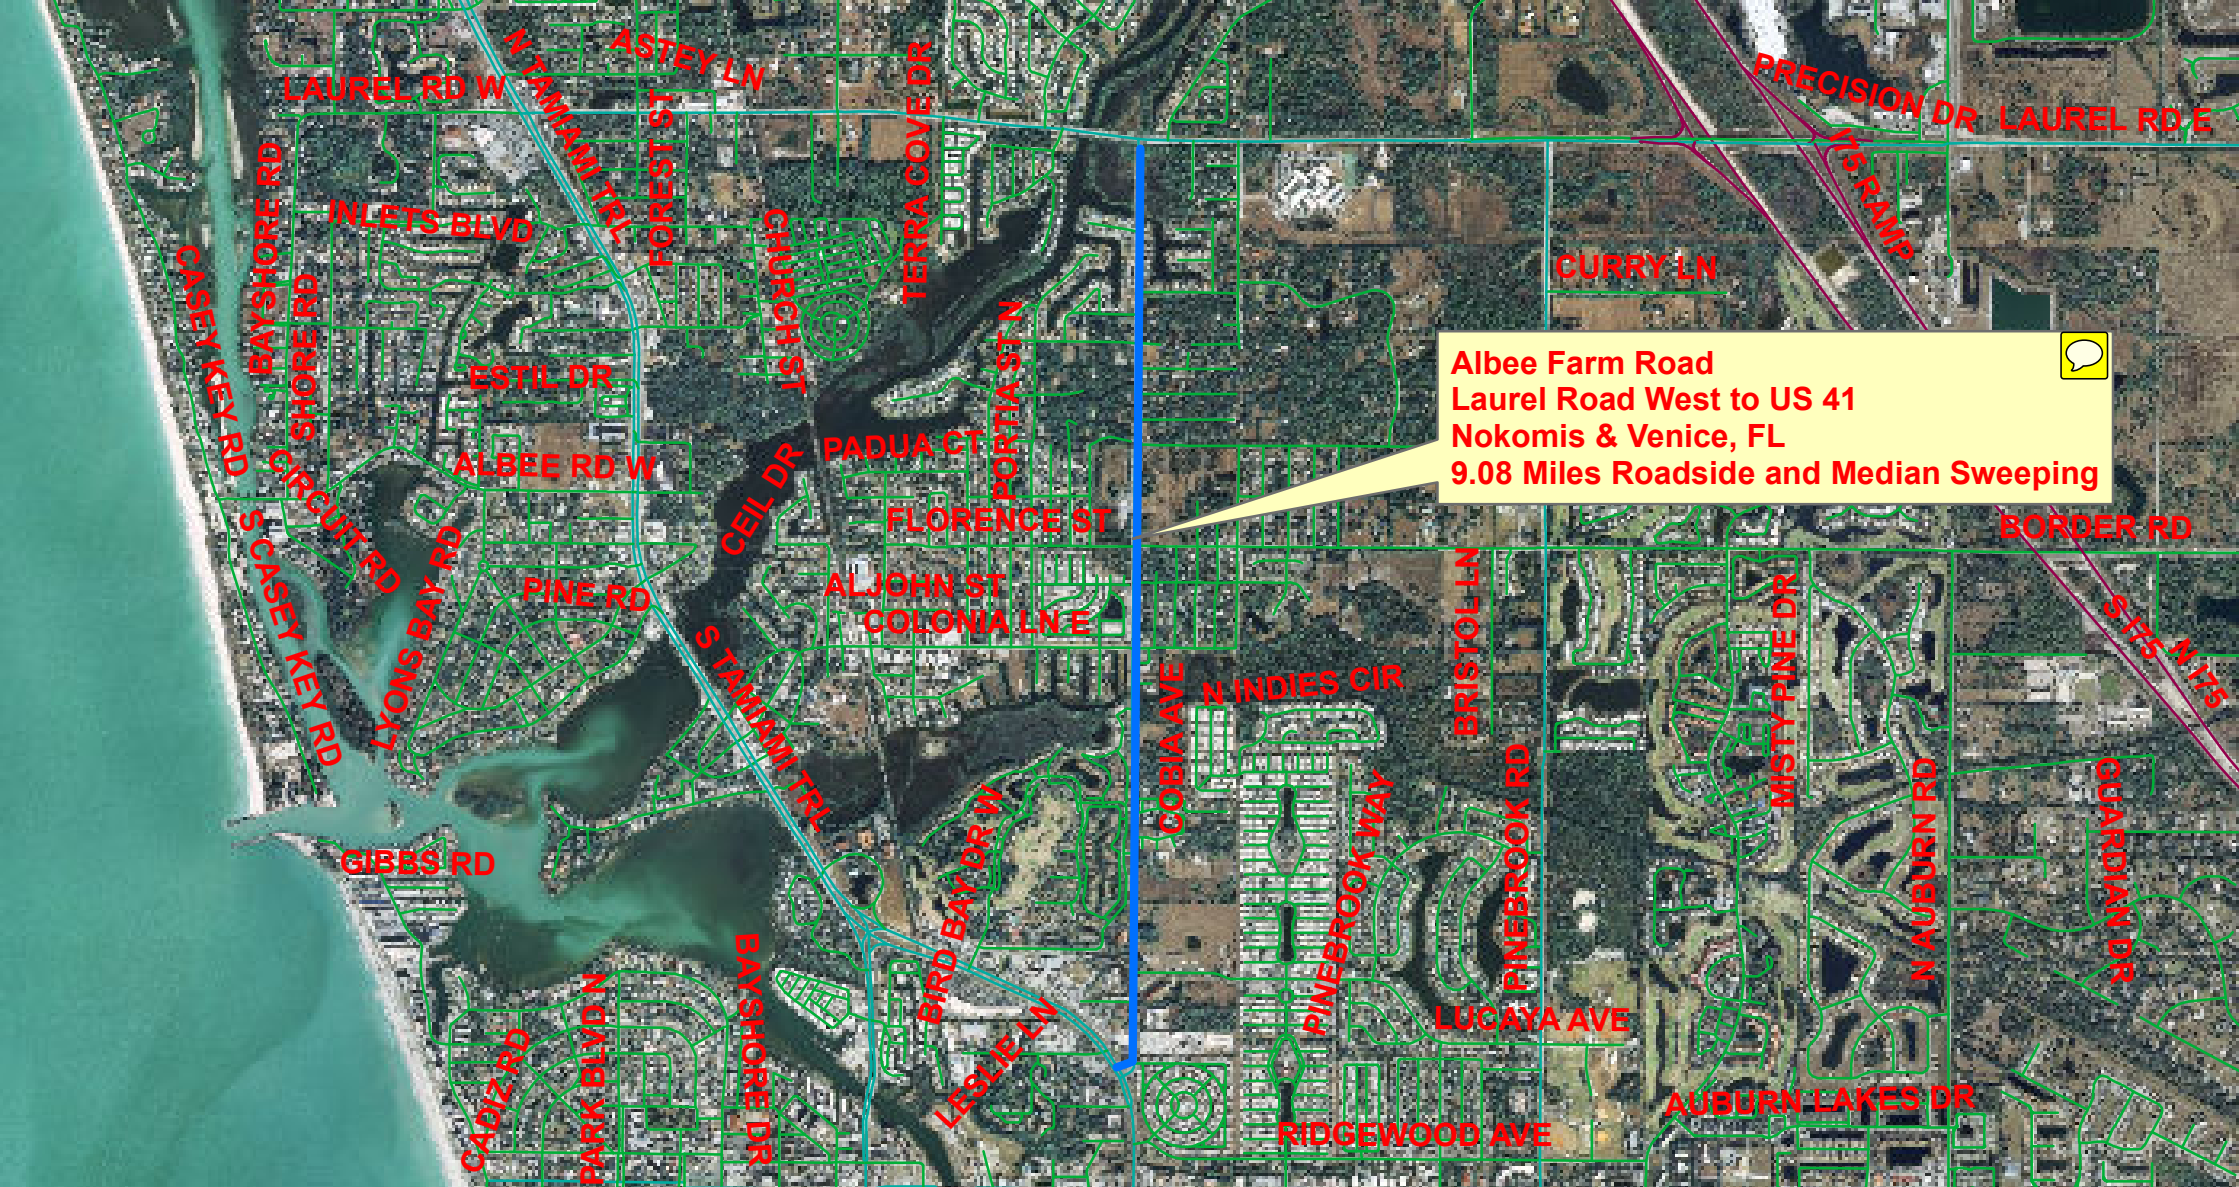 N TAMIAMI TRL
ASTEY LN
LAUREL RD W
FOREST ST
TERRA COVE DR
PRECISION DR
LAUREL RD E
I75 RAMP
BAYSHORE RD
INLETS BLVD
CASEY KEY RD
SHORE RD
CHURCH ST
CURRY LN
PORTIA ST N
ESTIL DR
Albee Farm Road
Laurel Road West to US 41
Nokomis & Venice, FL
9.08 Miles Roadside and Median Sweeping
ALBEE RD W
CIRCUIT RD
PADUA CT
CEIL DR
FLORENCE ST
BORDER RD
S CASEY KEY RD
LYONS BAY RD
PINE RD
ALJOHN ST
COLONIA LN E
BRISTOL LN
MISTY PINE DR
S I75
N I75
S TAMIAMI TRL
COBIA AVE
N INDIES CIR
PINEBROOK WAY
PINEBROOK RD
N AUBURN RD
GUARDIAN DR
GIBBS RD
BIRD BAY DR W
BAYSHORE DR
PARK BLVD N
CADIZ RD
LESLIE LN
LUCAYA AVE
AUBURN LAKES DR
RIDGEWOOD AVE